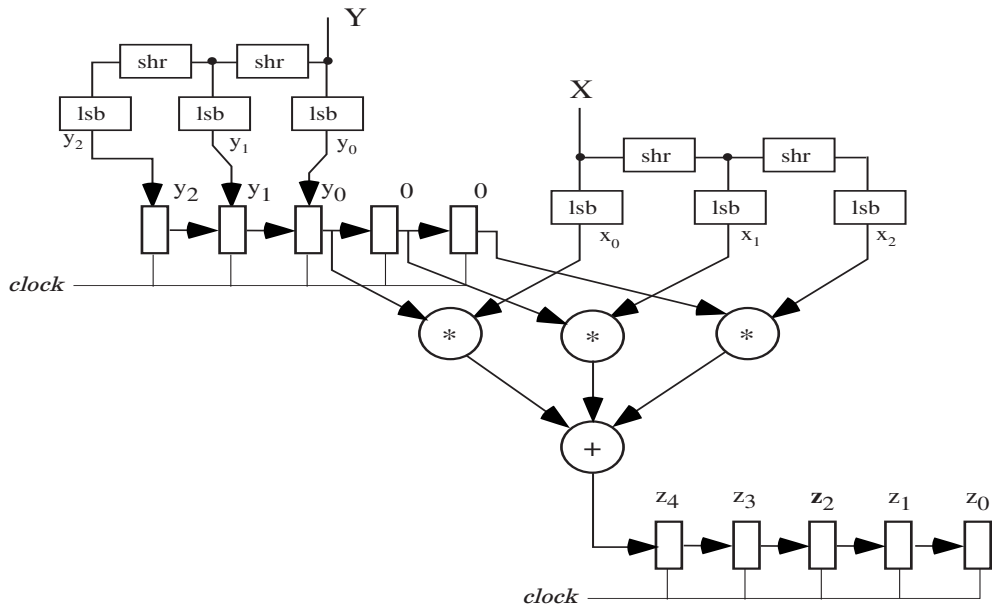 Y
shr shr
lsb lsb lsb
y₂ y₁ y₀
X
shr shr
lsb lsb lsb
x₀ x₁ x₂
y₂ y₁ y₀ 0 0
clock
* * *
+
z₄ z₃ z₂ z₁ z₀
clock